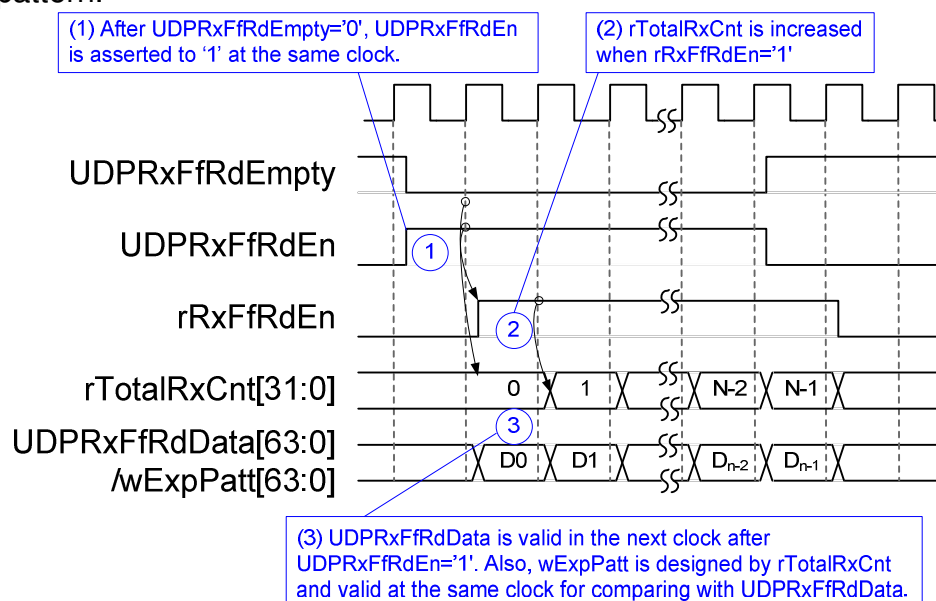 pattern.
(1) After UDPRxFfRdEmpty='0', UDPRxFfRdEn
is asserted to ‘1’ at the same clock.
(2) rTotalRxCnt is increased
when rRxFfRdEn='1'
UDPRxFfRdEmpty
UDPRxFfRdEn
1
rRxFfRdEn
2
rTotalRxCnt[31:0]
0 1 N-2 N-1
3
UDPRxFfRdData[63:0]
/wExpPatt[63:0]
D0 D1 Dn-2 Dn-1
(3) UDPRxFfRdData is valid in the next clock after
UDPRxFfRdEn='1'. Also, wExpPatt is designed by rTotalRxCnt
and valid at the same clock for comparing with UDPRxFfRdData.